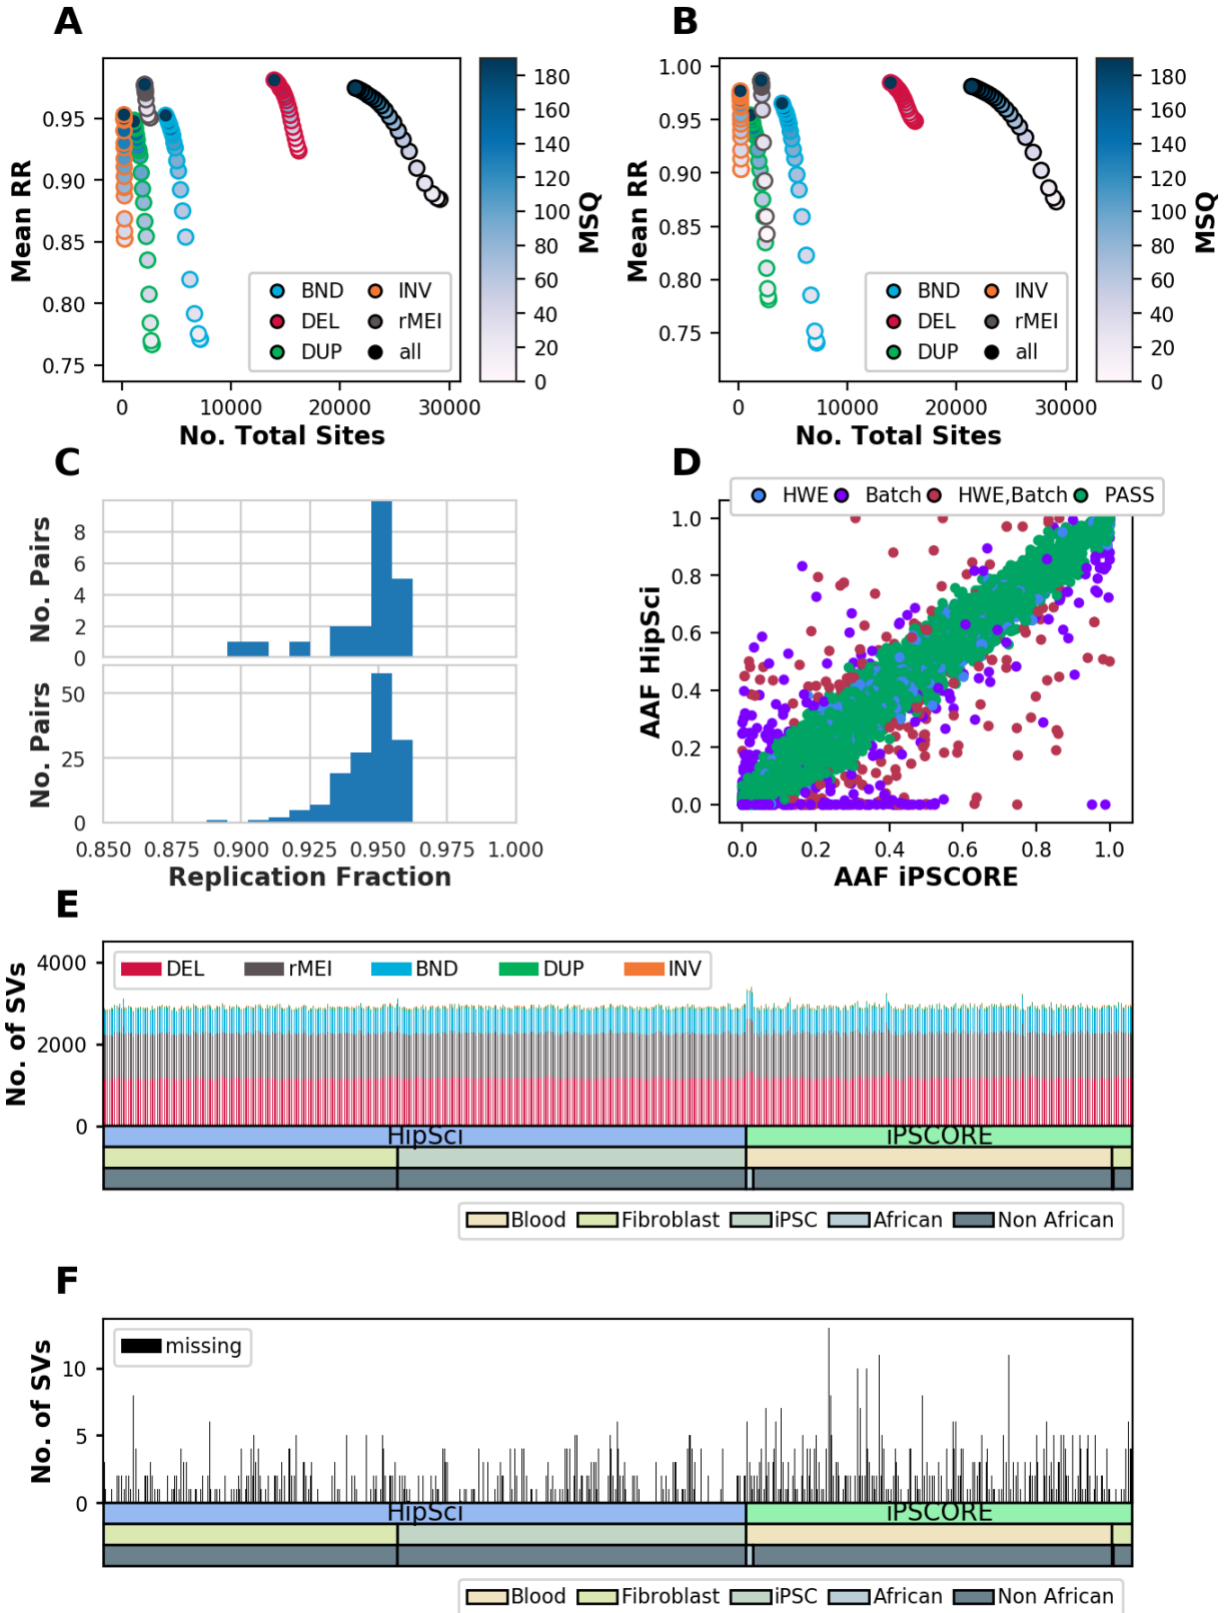 A
B
0.95
0.90
0.85
0.80
0.75
Mean RR
0
10000
20000
30000
No. Total Sites
BND
DEL
DUP
INV
rMEI
all
180
160
140
120
100
80
60
40
20
0
MSQ
1.00
0.95
0.90
0.85
0.80
0.75
Mean RR
0
10000
20000
30000
No. Total Sites
BND
DEL
DUP
INV
rMEI
all
180
160
140
120
100
80
60
40
20
0
MSQ
C
8
6
4
2
0
No. Pairs
50
25
0
No. Pairs
0.850
0.875
0.900
0.925
0.950
0.975
1.000
Replication Fraction
D
HWE
Batch
HWE,Batch
PASS
1.0
0.8
0.6
0.4
0.2
0.0
AAF HipSci
0.0
0.2
0.4
0.6
0.8
1.0
AAF iPSCORE
E
4000
2000
0
No. of SVs
DEL
rMEI
BND
DUP
INV
HipSci
iPSCORE
Blood
Fibroblast
iPSC
African
Non African
F
10
5
0
No. of SVs
missing
HipSci
iPSCORE
Blood
Fibroblast
iPSC
African
Non African